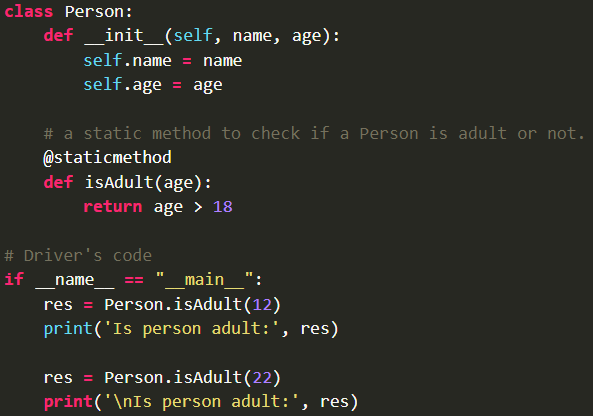 class Person:
    def __init__(self, name, age):
        self.name = name
        self.age = age

    # a static method to check if a Person is adult or not.
    @staticmethod
    def isAdult(age):
        return age > 18

# Driver's code
if __name__ == "__main__":
    res = Person.isAdult(12)
    print('Is person adult:', res)

    res = Person.isAdult(22)
    print('\nIs person adult:', res)